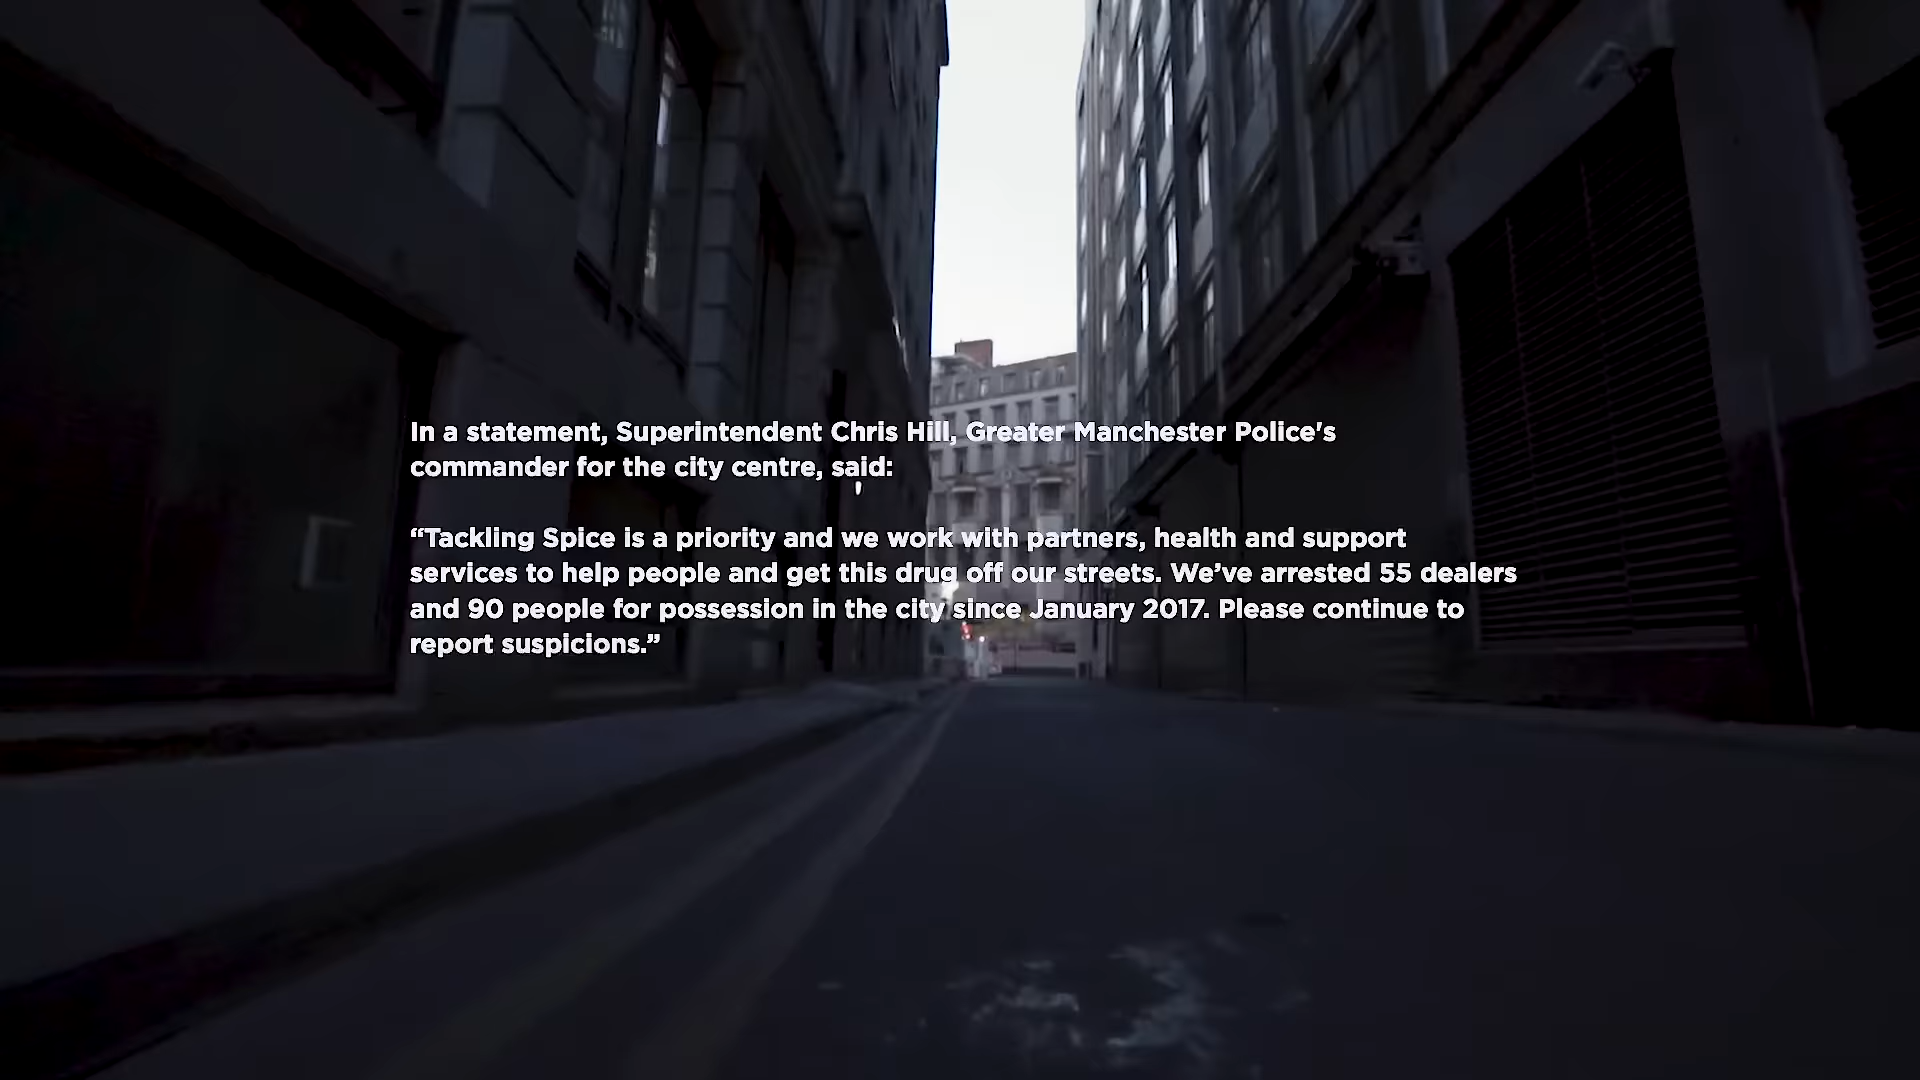 In a statement, Superintendent Chris Hill, Greater Manchester Police's
commander for the city centre, said:
“Tackling Spice is a priority and we work with partners, health and support
services to help people and get this drug off our streets. We’ve arrested 55 dealers
and 90 people for possession in the city since January 2017. Please continue to
report suspicions.”